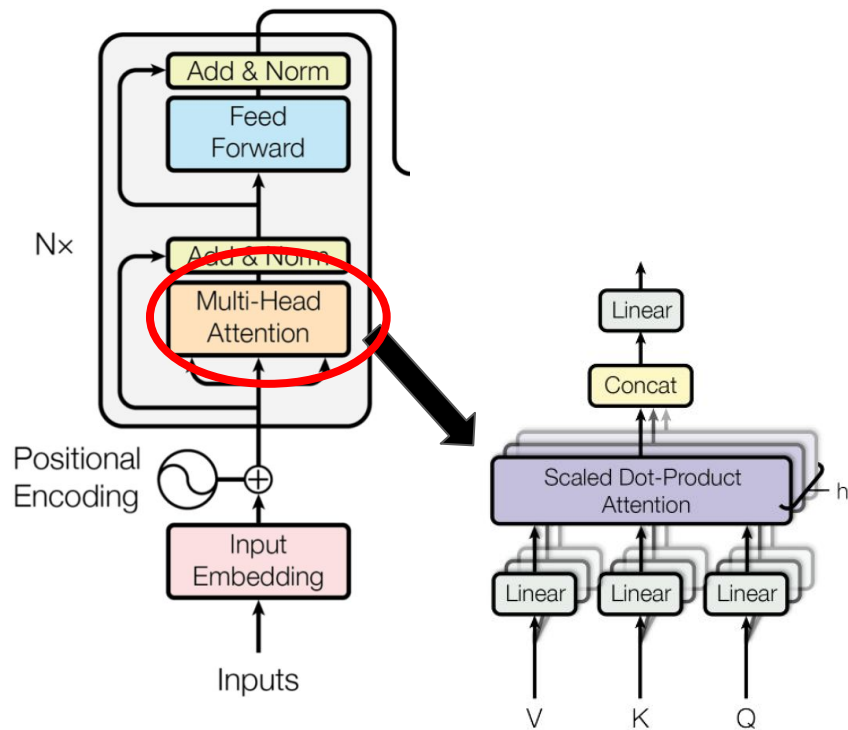 Add & Norm
Feed
Forward
Nx
Add & Norm
Multi-Head
Attention
Positional
Encoding
Input
Embedding
Inputs
Linear
Concat
Scaled Dot-Product
Attention
h
Linear
Linear
Linear
V
K
Q